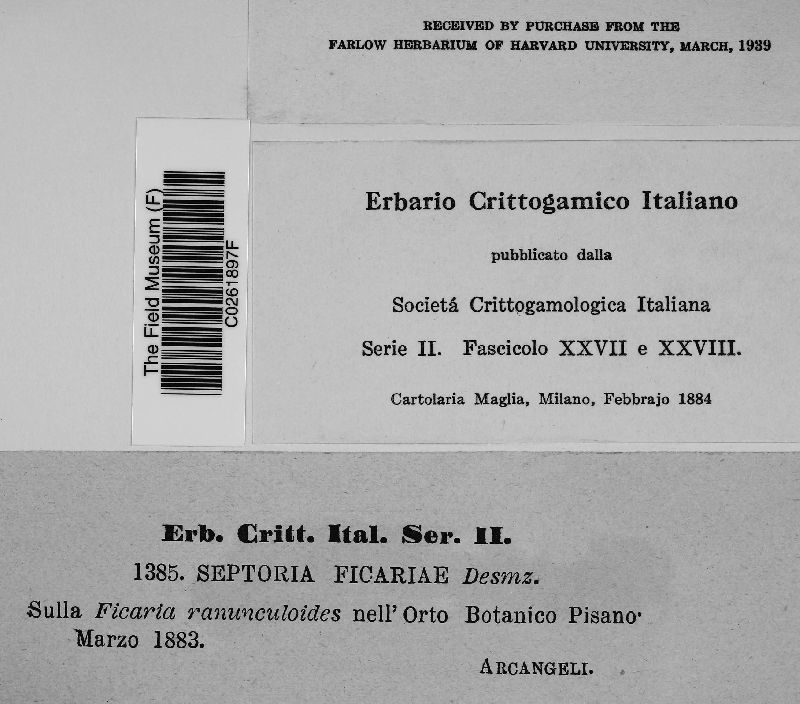 RECEIVED BY PURCHASE FROM THE
FARLOW HERBARIUM OF HARVARD UNIVERSITY, MARCH, 1939
The Field Museum (F)
C0261897F
Erbario Crittogamico Italiano
pubblicato dalla
Societá Crittogamologica Italiana
Serie II. Fascicolo XXVII e XXVIII.
Cartolaria Maglia, Milano, Febbrajo 1884
Erb. Critt. Ital. Ser. II.
1385. SEPTORIA FICARIAE Desmz.
Sulla Ficaria ranunculoides nell' Orto Botanico Pisano.
Marzo 1883.
ARCANGELI.